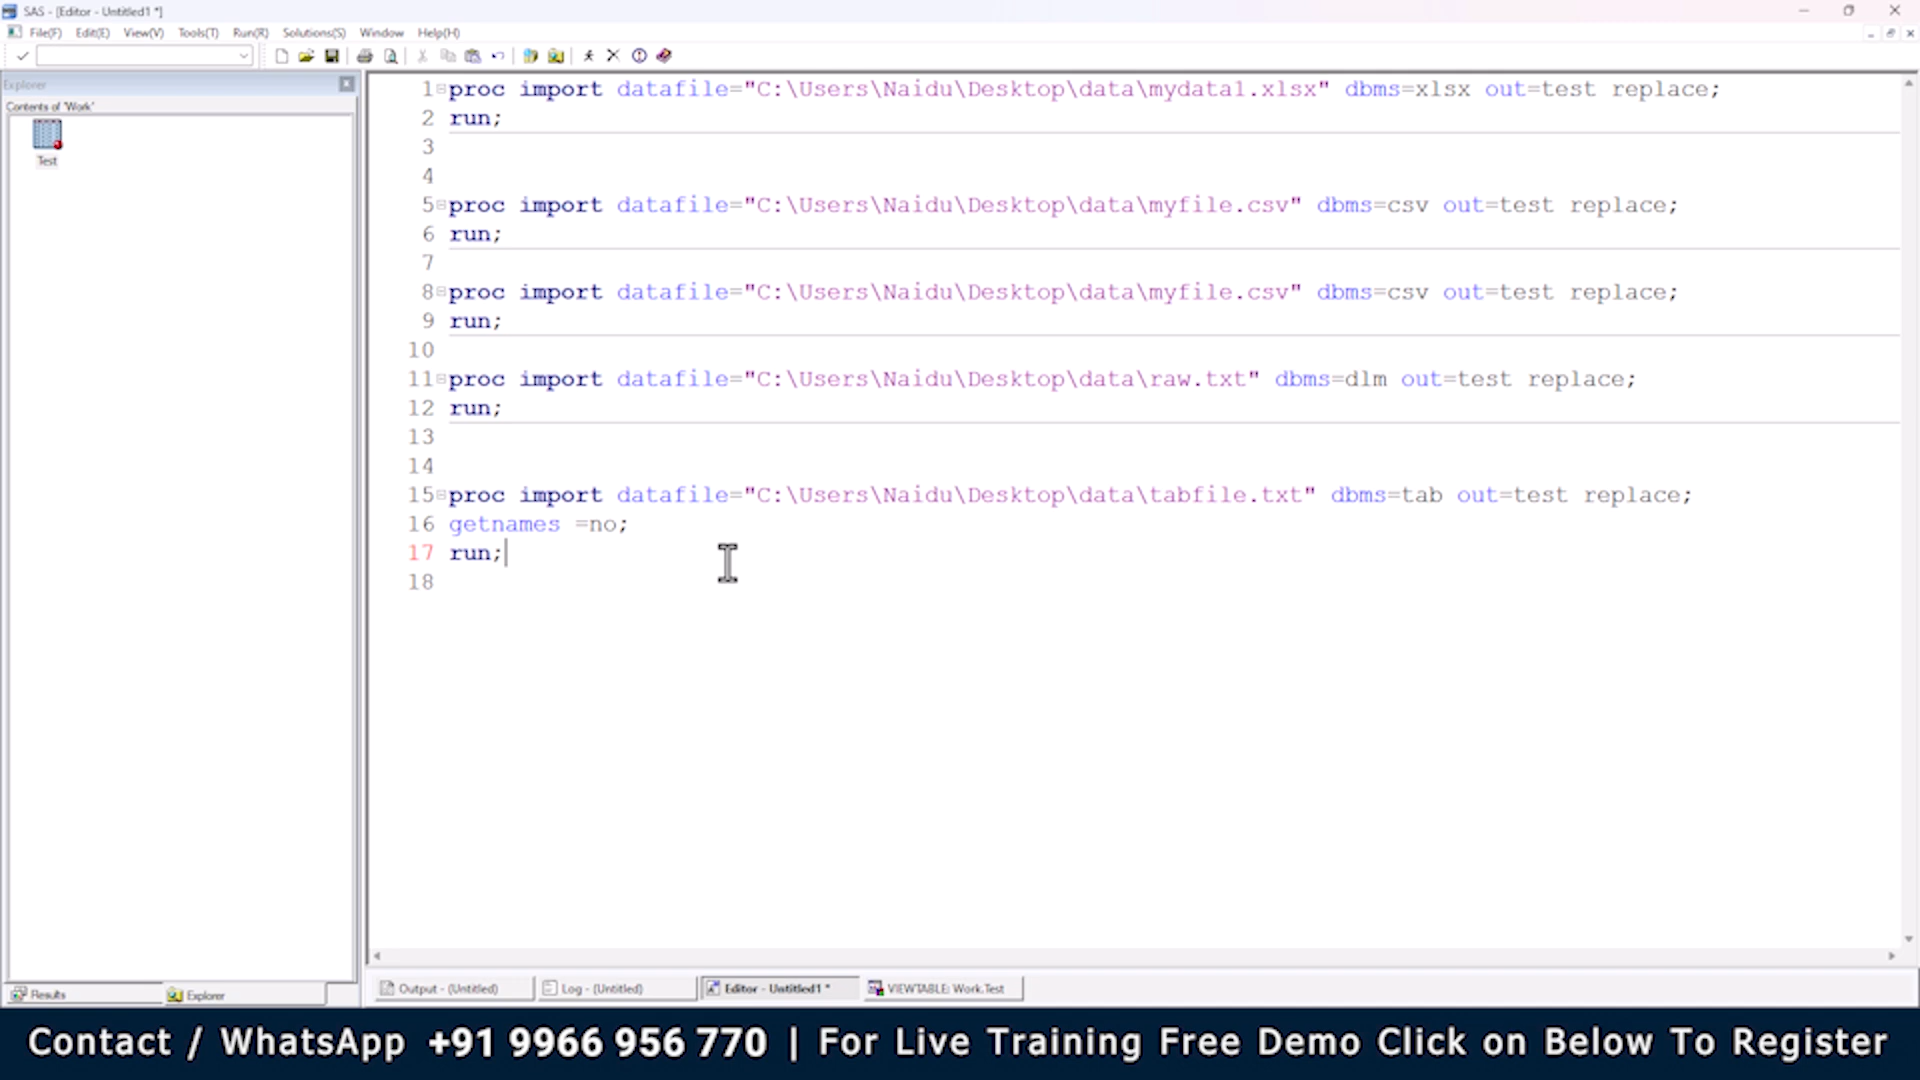 SAS - [Editor - Untitled1 *]
File(F) Edit(E) View(V) Tools(T) Run(R) Solutions(S) Window Help(H)
Explorer
Contents of 'Work'
Test
1 proc import datafile="C:\Users\Naidu\Desktop\data\mydata1.xlsx" dbms=xlsx out=test replace;
2 run;
3
4
5 proc import datafile="C:\Users\Naidu\Desktop\data\myfile.csv" dbms=csv out=test replace;
6 run;
7
8 proc import datafile="C:\Users\Naidu\Desktop\data\myfile.csv" dbms=csv out=test replace;
9 run;
10
11 proc import datafile="C:\Users\Naidu\Desktop\data\raw.txt" dbms=dlm out=test replace;
12 run;
13
14
15 proc import datafile="C:\Users\Naidu\Desktop\data\tabfile.txt" dbms=tab out=test replace;
16 getnames =no;
17 run;
18
Results Explorer
Output - (Untitled) Log - (Untitled) Editor - Untitled1 * VIEWTABLE: Work.Test
Contact / WhatsApp +91 9966 956 770 | For Live Training Free Demo Click on Below To Register